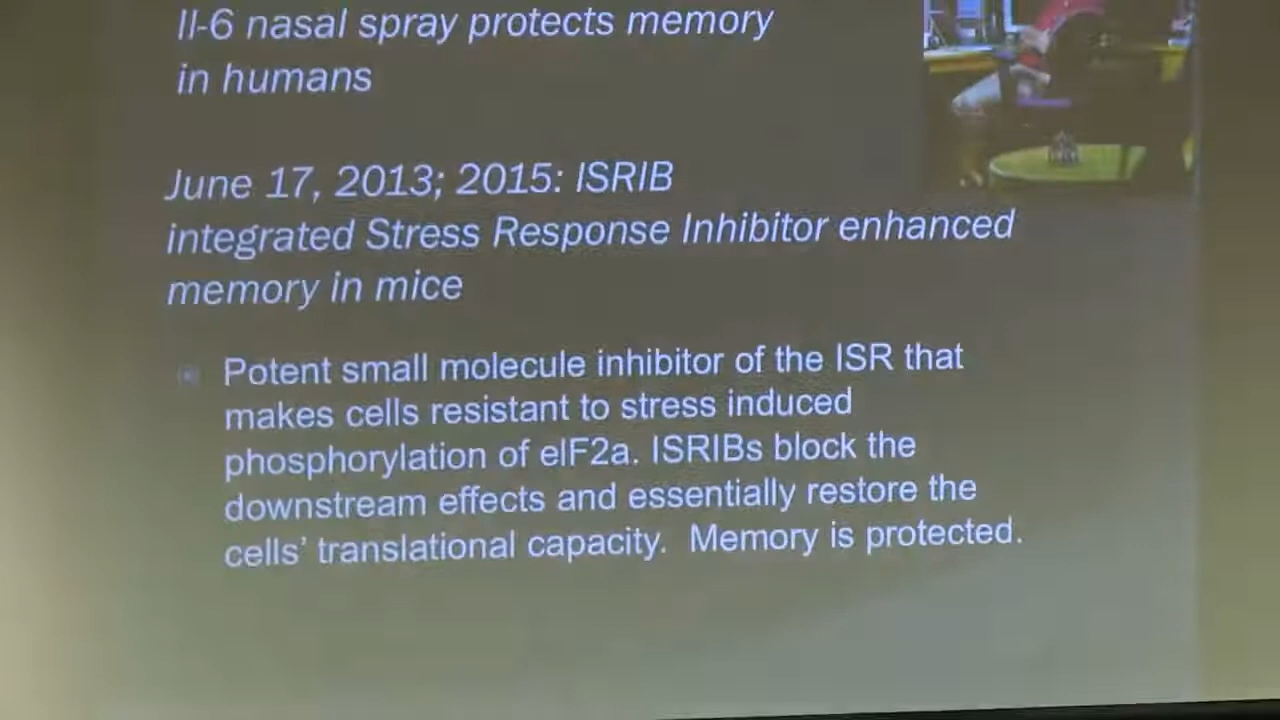 Il-6 nasal spray protects memory
in humans
June 17, 2013; 2015: ISRIB
integrated Stress Response Inhibitor enhanced
memory in mice
Potent small molecule inhibitor of the ISR that
makes cells resistant to stress induced
phosphorylation of eIF2a. ISRIBs block the
downstream effects and essentially restore the
cells’ translational capacity.  Memory is protected.